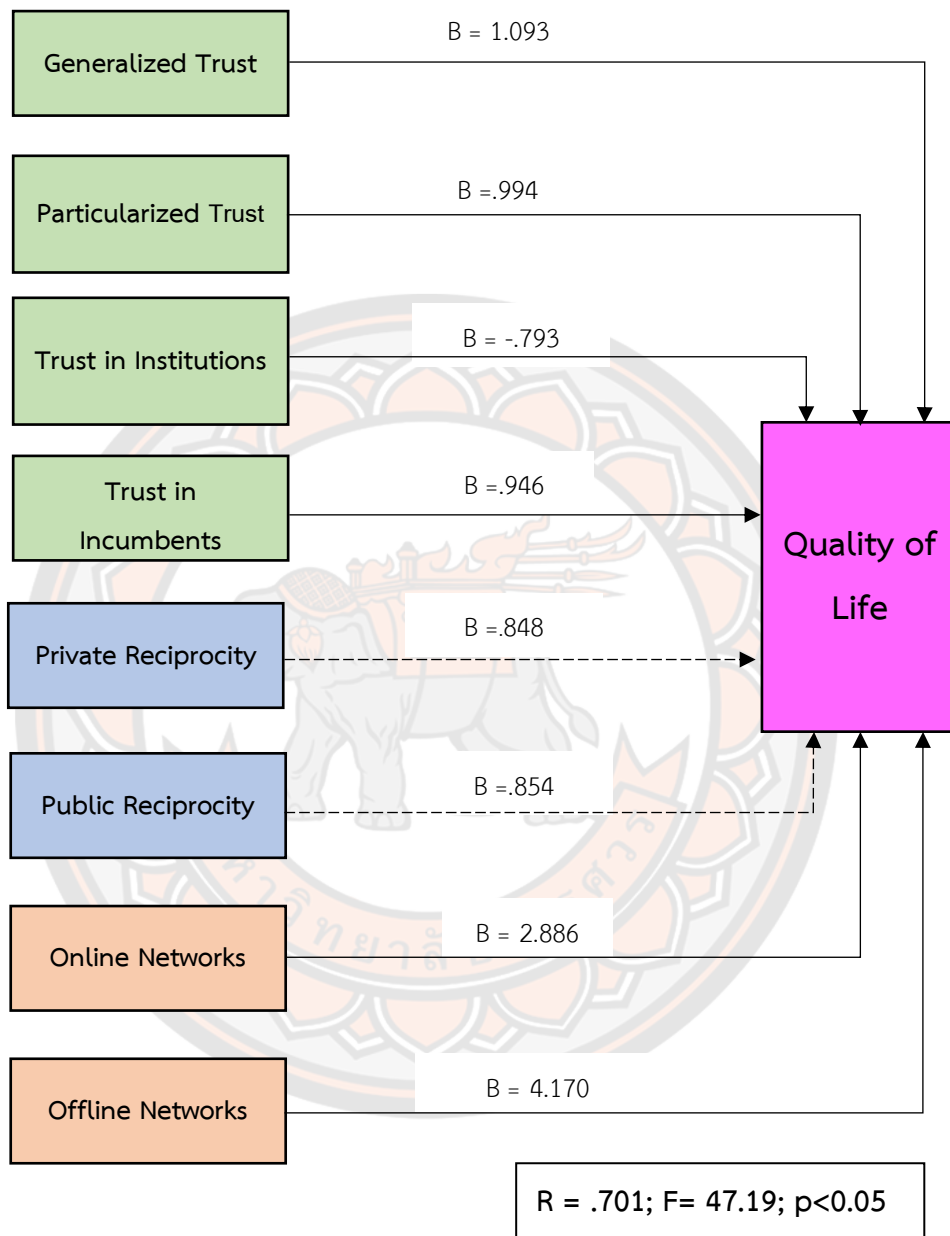 B = 1.093
Generalized Trust
B =.994
Particularized Trust
B = -.793
Trust in Institutions
B =.946
Trust in
Incumbents
Quality of
Life
B =.848
Private Reciprocity
B =.854
Public Reciprocity
B = 2.886
Online Networks
B = 4.170
Offline Networks
R = .701; F= 47.19; p<0.05